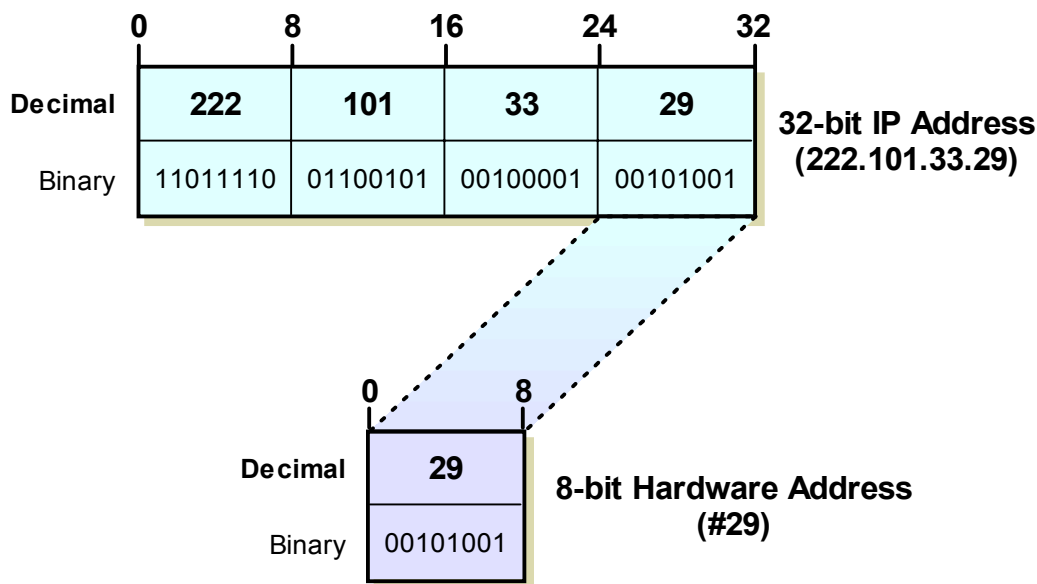 0 8 16 24 32
Decimal 222 101 33 29
32-bit IP Address
(222.101.33.29)
Binary 11011110 01100101 00100001 00101001
0 8
Decimal 29
8-bit Hardware Address
(#29)
Binary 00101001